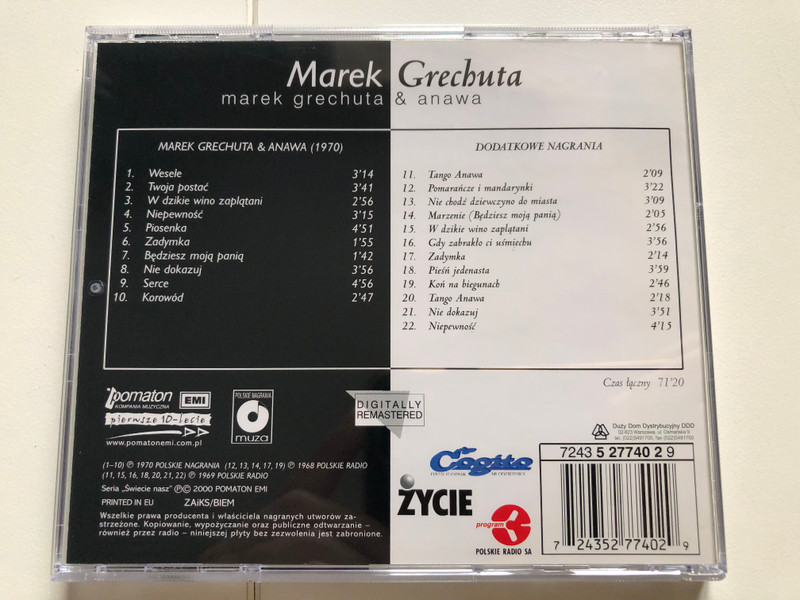 Marek Grechuta
marek grechuta & anawa
MAREK GRECHUTA & ANAWA (1970)
1. Wesele 3'14
2. Twoja postać 3'41
3. W dzikie wino zaplątani 2'56
4. Niepewność 3'15
5. Piosenka 4'51
6. Zadymka 1'55
7. Będziesz moją panią 1'42
8. Nie dokazuj 3'56
9. Serce 4'56
10. Korowód 2'47
DODATKOWE NAGRANIA
11. Tango Anawa 2'09
12. Pomarańcze i mandarynki 3'22
13. Nie chodź dziewczyno do miasta 3'09
14. Marzenie (Będziesz moją panią) 2'05
15. W dzikie wino zaplątani 2'56
16. Gdy zabrakło ci uśmiechu 3'56
17. Zadymka 2'14
18. Pieśń jedenasta 3'59
19. Koń na biegunach 2'46
20. Tango Anawa 2'18
21. Nie dokazuj 3'51
22. Niepewność 4'15
Czas łączny 71'20
pomaton EMI
KOMPANIA MUZYCZNA
pierwsze 10-lecie
www.pomatonemi.com.pl
POLSKIE NAGRANIA
muza
DIGITALLY
REMASTERED
Duży Dom Dystrybucyjny DDD
02-823 Warszawa, ul. Osmańska 9
(1–10) ℗ 1970 POLSKIE NAGRANIA (12, 13, 14, 17, 19) ℗ 1968 POLSKIE RADIO
(11, 15, 16, 18, 20, 21, 22) ℗ 1969 POLSKIE RADIO
Seria „Świecie nasz” ℗© 2000 POMATON EMI
PRINTED IN EU ZAiKS/BIEM
Wszelkie prawa producenta i właściciela nagranych utworów za-
strzeżone. Kopiowanie, wypożyczanie oraz publiczne odtwarzanie –
również przez radio – niniejszej płyty bez zezwolenia jest zabronione.
Cogito
ŻYCIE
program 3
POLSKIE RADIO SA
7243 5 27740 2 9
7 24352 77402 9